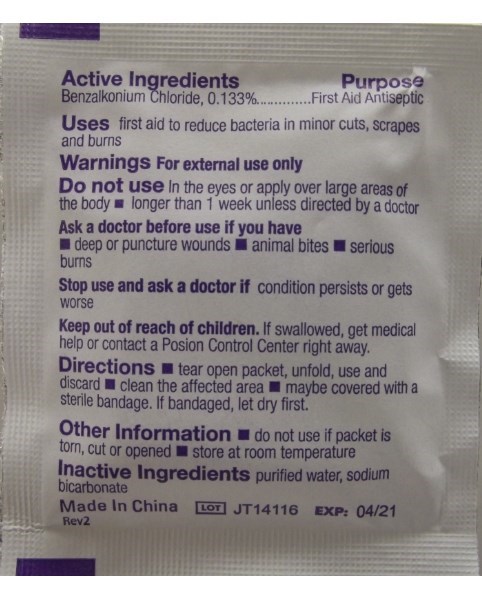 Active Ingredients Purpose
Benzalkonium Chloride, 0.133%..............First Aid Antiseptic
Uses first aid to reduce bacteria in minor cuts, scrapes
and burns
Warnings For external use only
Do not use In the eyes or apply over large areas of
the body ■ longer than 1 week unless directed by a doctor
Ask a doctor before use if you have
■ deep or puncture wounds ■ animal bites ■ serious
burns
Stop use and ask a doctor if condition persists or gets
worse
Keep out of reach of children. If swallowed, get medical
help or contact a Posion Control Center right away.
Directions ■ tear open packet, unfold, use and
discard ■ clean the affected area ■ maybe covered with a
sterile bandage. If bandaged, let dry first.
Other Information ■ do not use if packet is
torn, cut or opened ■ store at room temperature
Inactive Ingredients purified water, sodium
bicarbonate
Made In China LOT JT14116 EXP: 04/21
Rev2